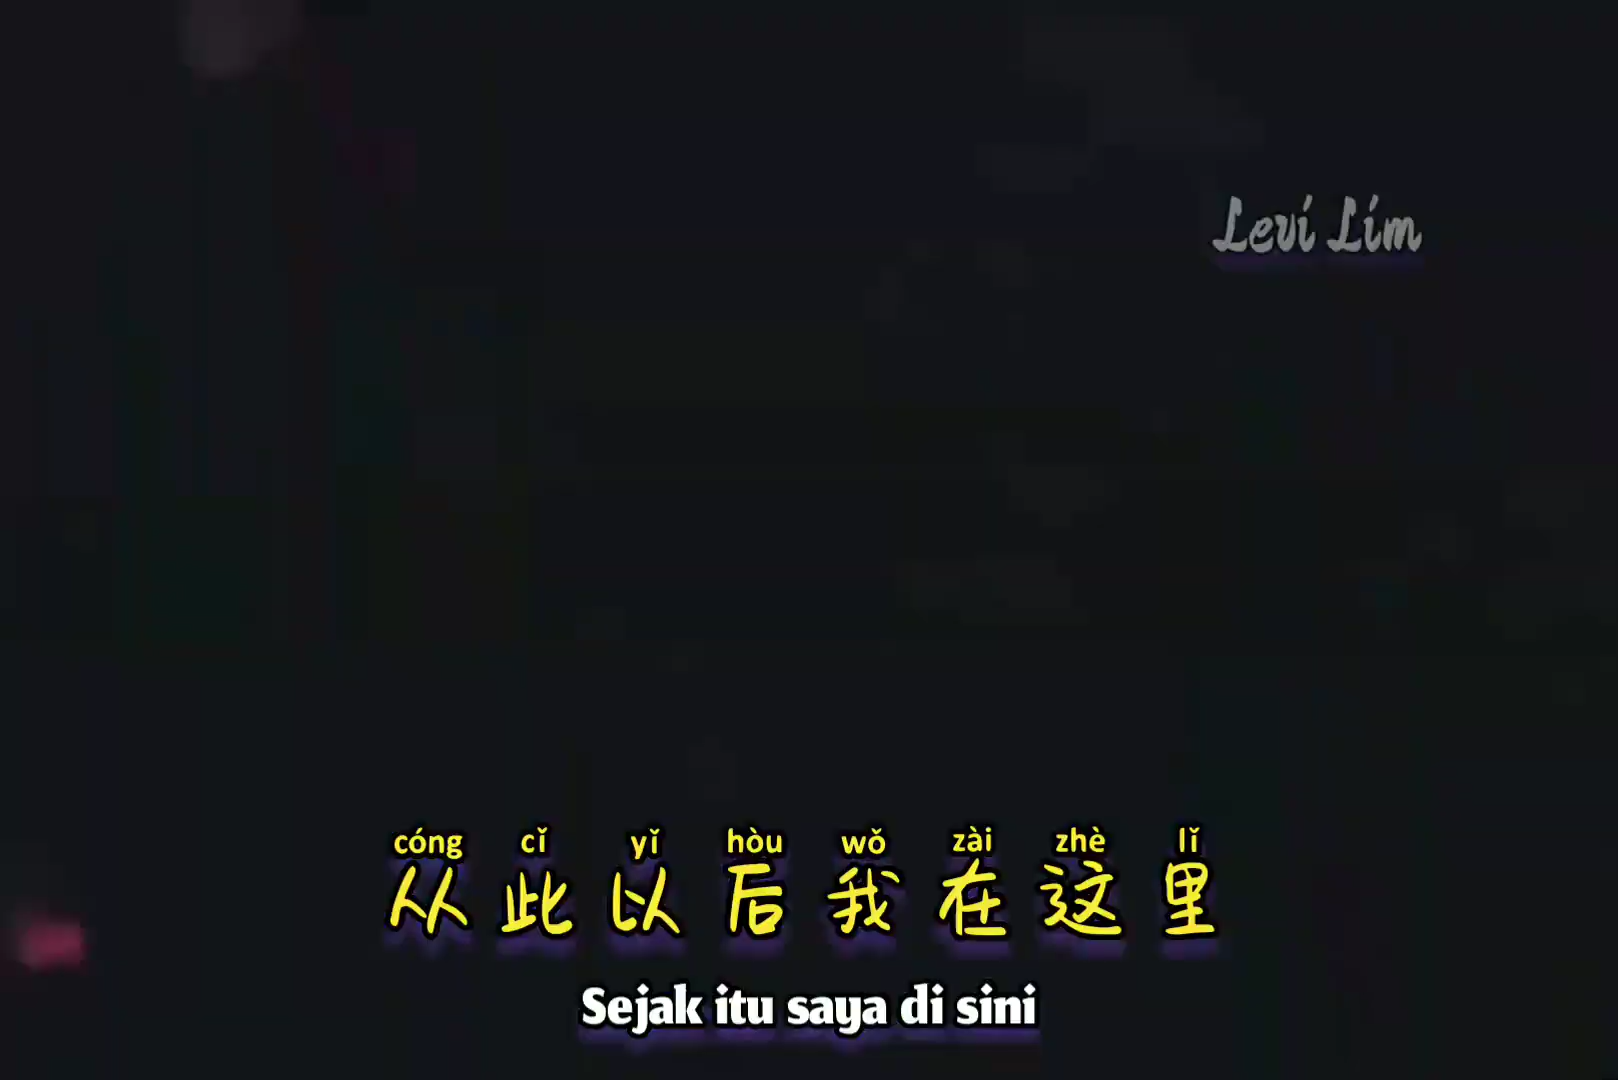 Levi Lim
cóng cǐ yǐ hòu wǒ zài zhè lǐ
从此以后我在这里
Sejak itu saya di sini